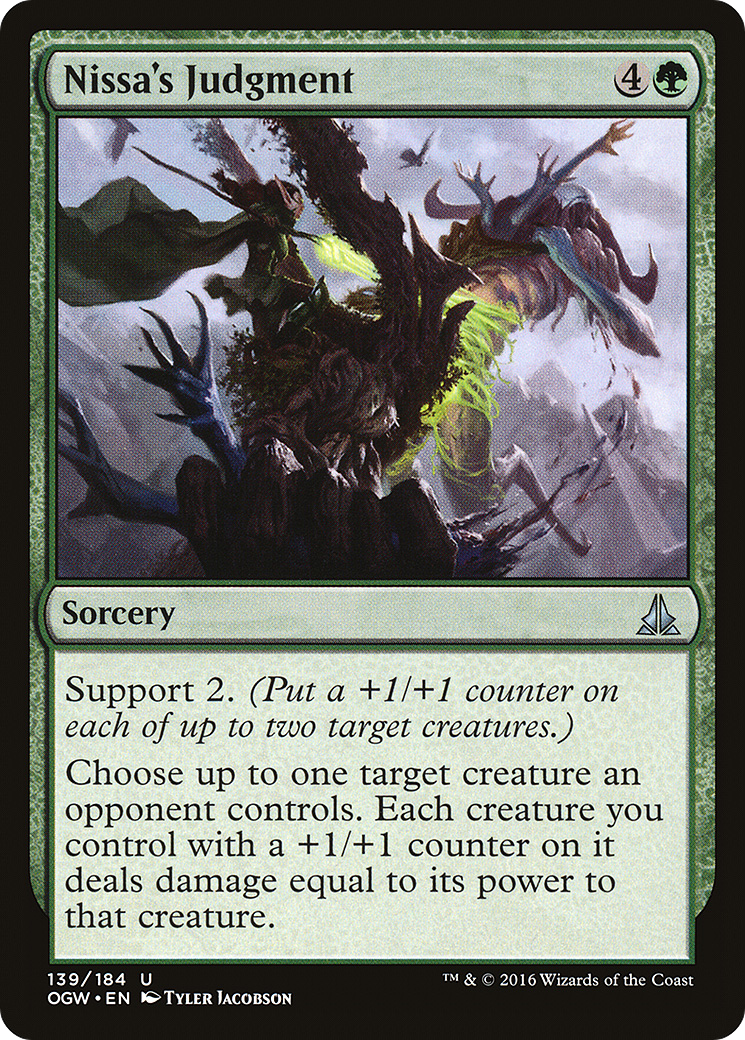 Nissa's Judgment 4
Sorcery
Support 2. (Put a +1/+1 counter on
each of up to two target creatures.)
Choose up to one target creature an
opponent controls. Each creature you
control with a +1/+1 counter on it
deals damage equal to its power to
that creature.
139/184 U
OGW • EN Tyler Jacobson
™ & © 2016 Wizards of the Coast